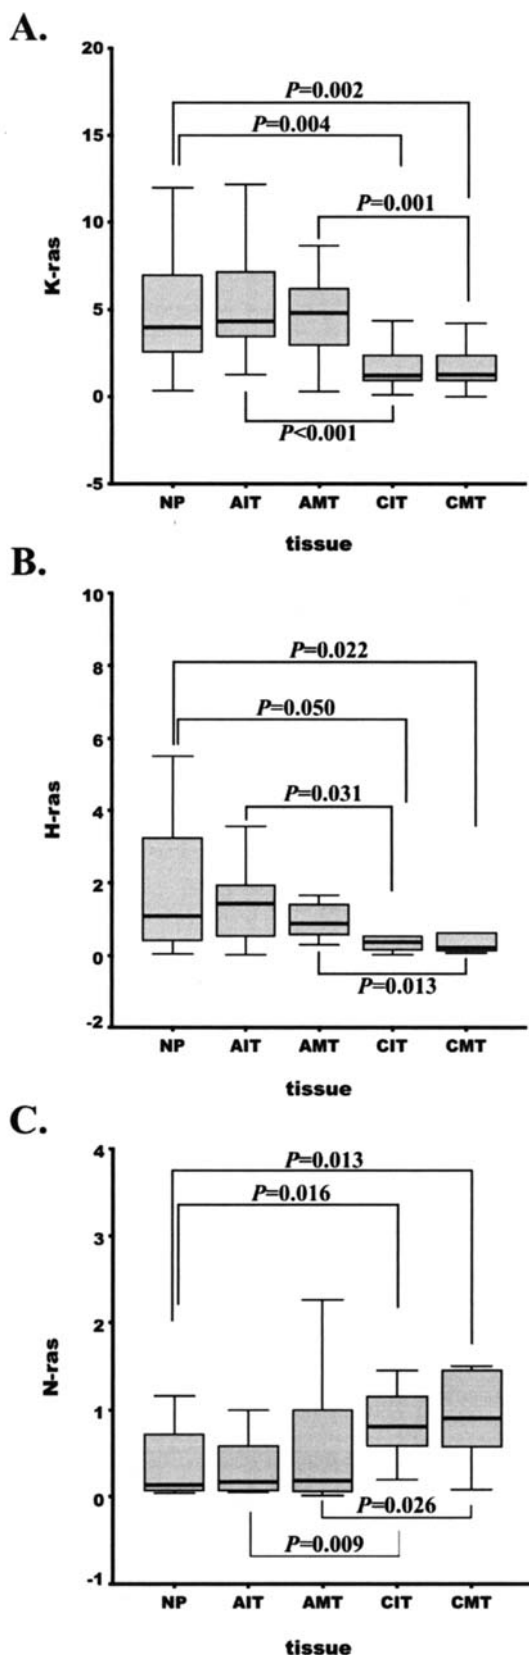 A.
20
P=0.002
15
P=0.004
10
P=0.001
K-ras
5
0
P<0.001
-5
NP AIT AMT CIT CMT
tissue
B.
10
8
P=0.022
6
P=0.050
4
P=0.031
H-ras
2
0
P=0.013
-2
NP AIT AMT CIT CMT
tissue
C.
4
P=0.013
P=0.016
3
2
N-ras
1
0
P=0.026
P=0.009
-1
NP AIT AMT CIT CMT
tissue